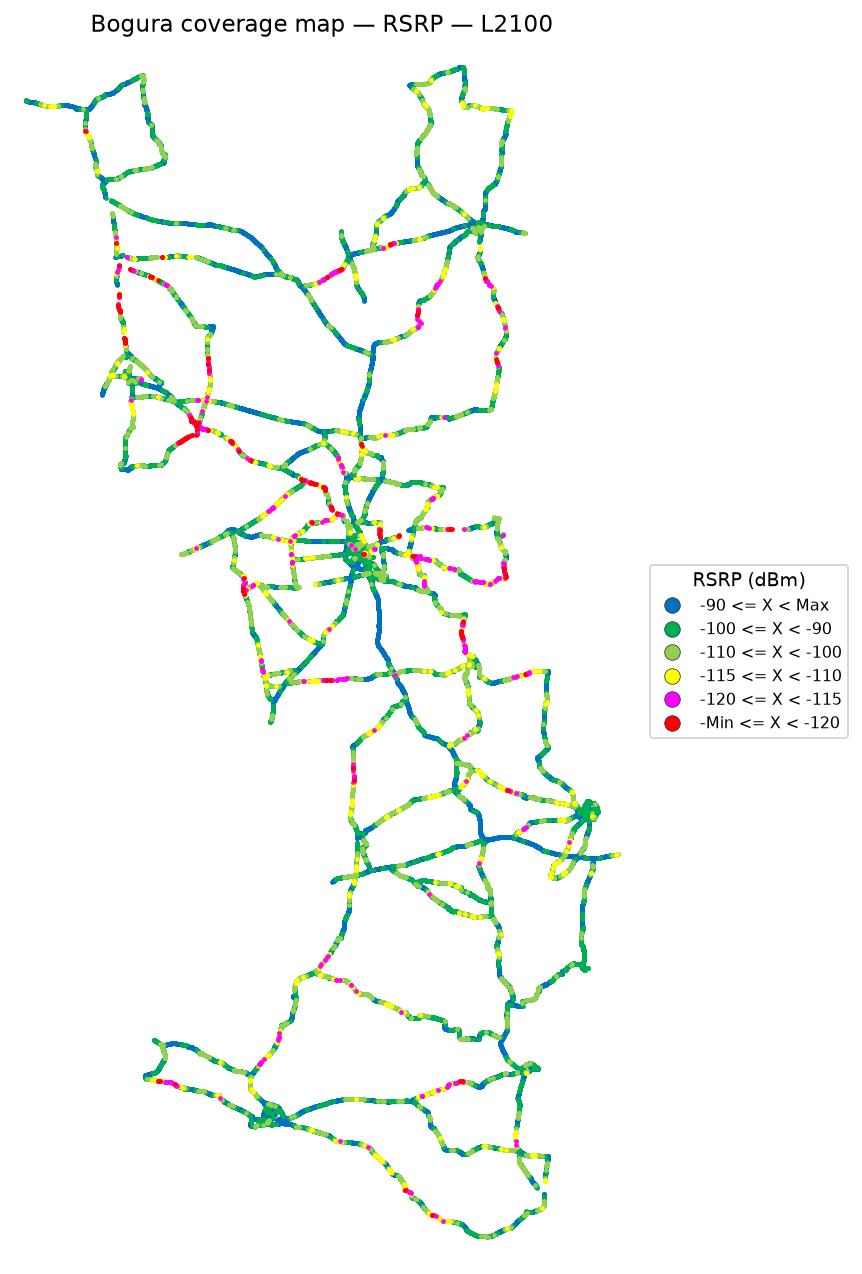 Bogura coverage map — RSRP — L2100
RSRP (dBm)
-90 <= X < Max
-100 <= X < -90
-110 <= X < -100
-115 <= X < -110
-120 <= X < -115
-Min <= X < -120